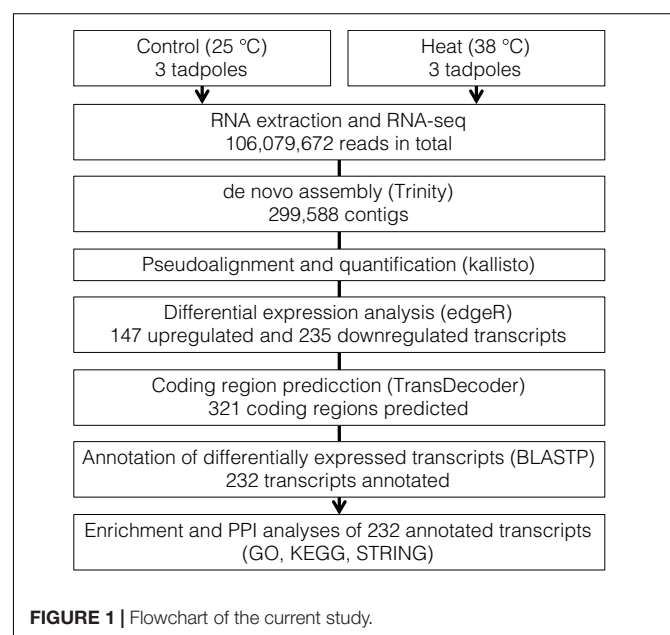 Control (25 °C)
3 tadpoles
Heat (38 °C)
3 tadpoles
RNA extraction and RNA-seq
106,079,672 reads in total
de novo assembly (Trinity)
299,588 contigs
Pseudoalignment and quantification (kallisto)
Differential expression analysis (edgeR)
147 upregulated and 235 downregulated transcripts
Coding region predicction (TransDecoder)
321 coding regions predicted
Annotation of differentially expressed transcripts (BLASTP)
232 transcripts annotated
Enrichment and PPI analyses of 232 annotated transcripts
(GO, KEGG, STRING)
FIGURE 1 | Flowchart of the current study.